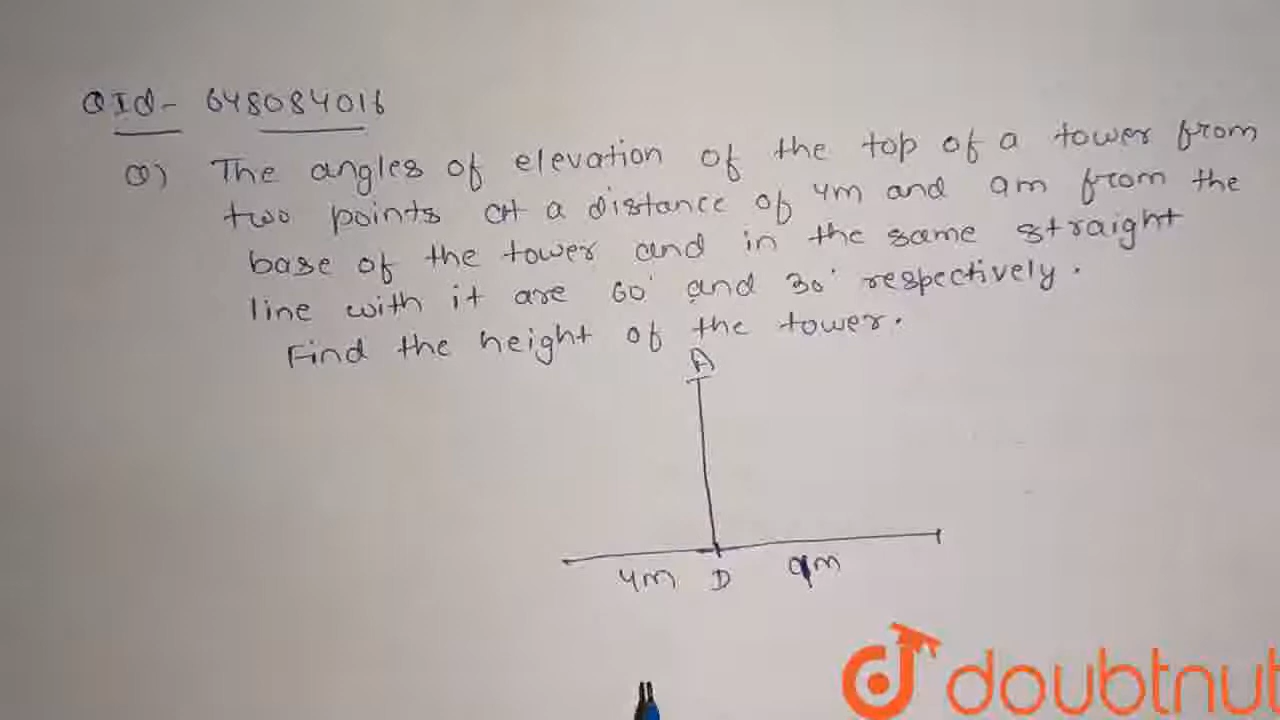 QId- 648084016
Q) The angles of elevation of the top of a tower from
two points at a distance of 4m and 9m from the
base of the tower and in the same straight
line with it are 60° and 30° respectively.
Find the height of the tower.
A
4m D 9m
doubtnut